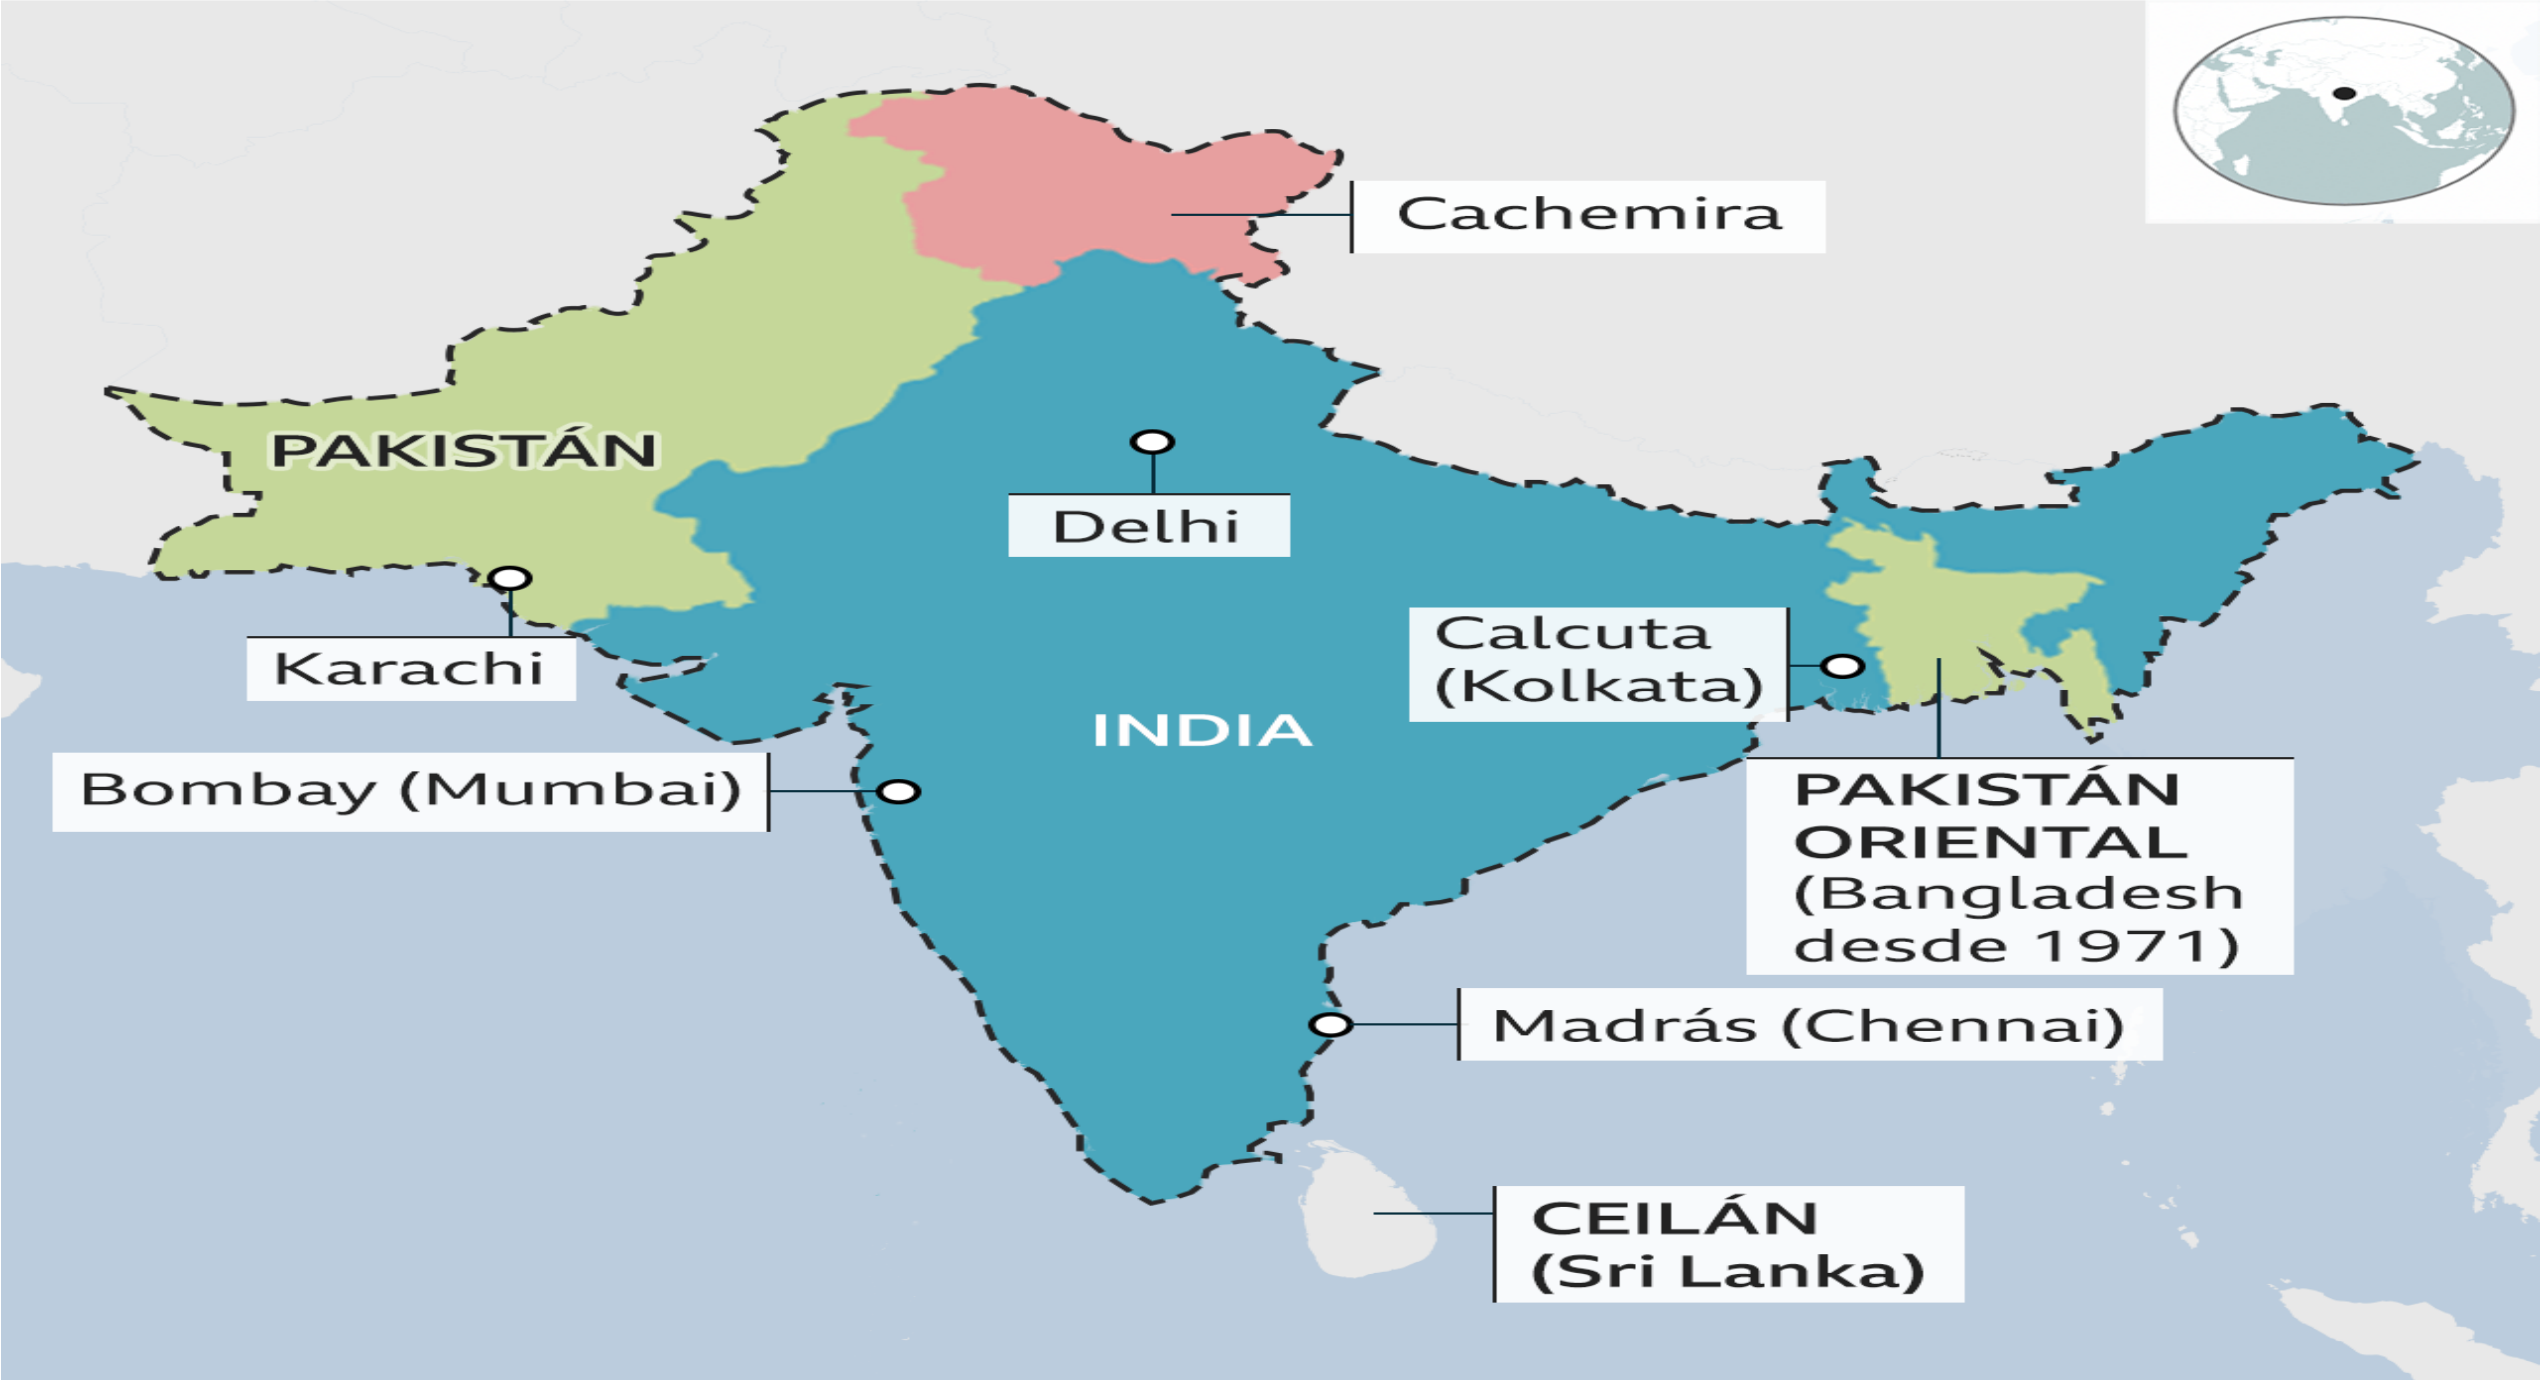 Cachemira
PAKISTÁN
Delhi
Karachi
Calcuta
(Kolkata)
INDIA
Bombay (Mumbai)
PAKISTÁN
ORIENTAL
(Bangladesh
desde 1971)
Madrás (Chennai)
CEILÁN
(Sri Lanka)